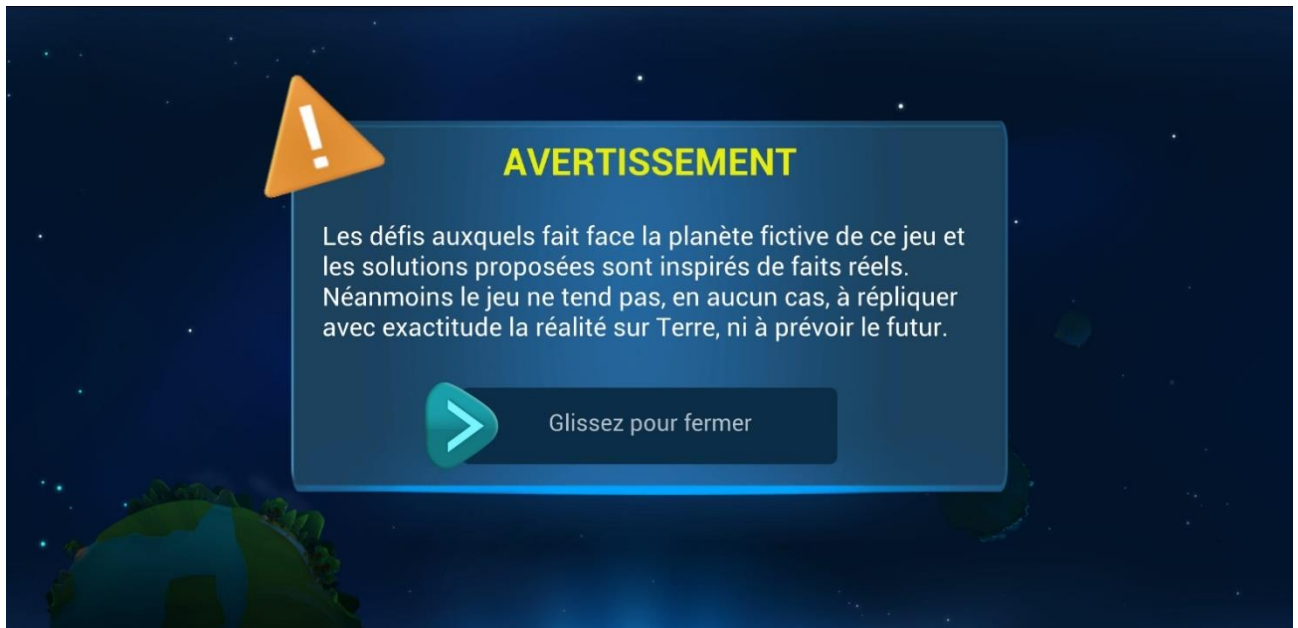 AVERTISSEMENT
Les défis auxquels fait face la planète fictive de ce jeu et
les solutions proposées sont inspirés de faits réels.
Néanmoins le jeu ne tend pas, en aucun cas, à répliquer
avec exactitude la réalité sur Terre, ni à prévoir le futur.
Glissez pour fermer